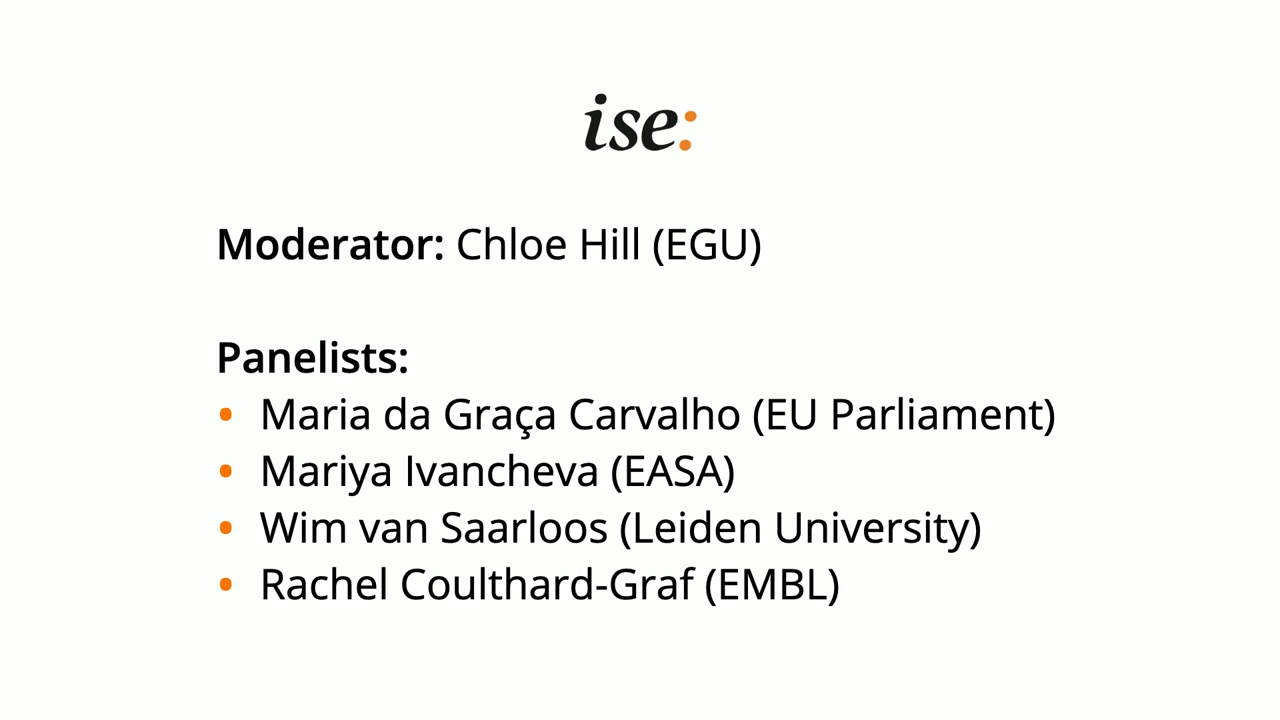 ise:
Moderator: Chloe Hill (EGU)
Panelists:
• Maria da Graça Carvalho (EU Parliament)
• Mariya Ivancheva (EASA)
• Wim van Saarloos (Leiden University)
• Rachel Coulthard-Graf (EMBL)